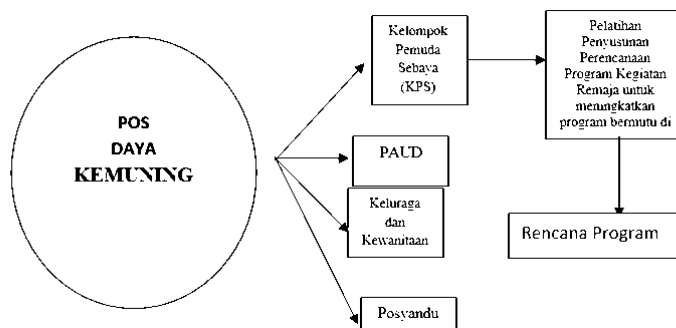 POS
DAYA
KEMUNING
Kelompok
Pemuda
Sebaya
(KPS)
PAUD
Keluraga
dan
Kewanitaan
Posyandu
Pelatihan
Penyusunan
Perencanaan
Program Kegiatan
Remaja untuk
meningkatkan
program bermutu di
Rencana Program